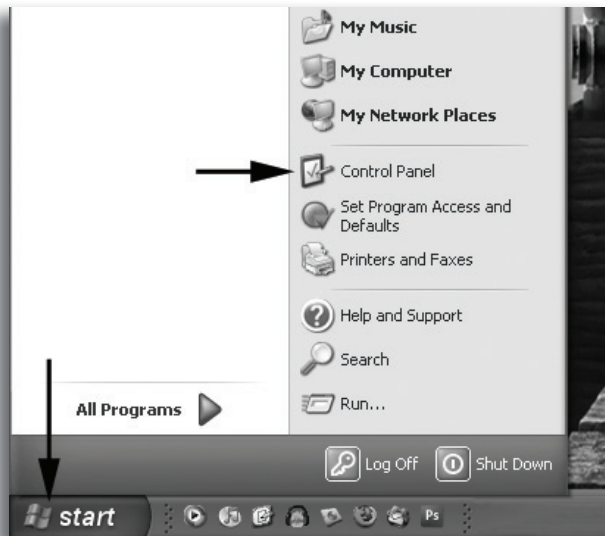 My Music
My Computer
My Network Places
Control Panel
Set Program Access and
Defaults
Printers and Faxes
Help and Support
Search
Run...
All Programs
Log Off
Shut Down
start
Ps